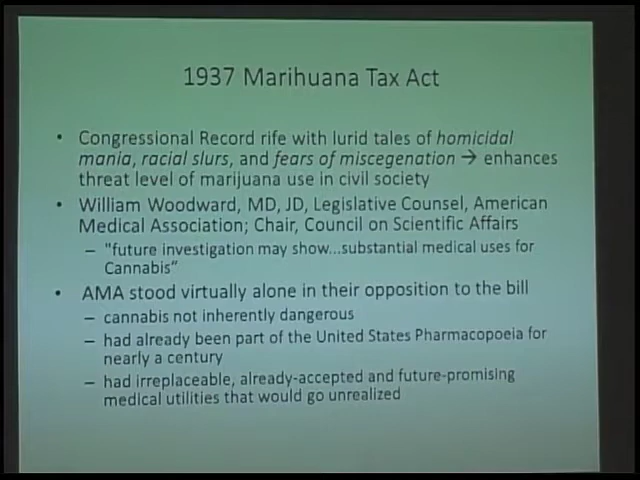 1937 Marihuana Tax Act
• Congressional Record rife with lurid tales of homicidal
mania, racial slurs, and fears of miscegenation → enhances
threat level of marijuana use in civil society
• William Woodward, MD, JD, Legislative Counsel, American
Medical Association; Chair, Council on Scientific Affairs
– "future investigation may show...substantial medical uses for
Cannabis"
• AMA stood virtually alone in their opposition to the bill
– cannabis not inherently dangerous
– had already been part of the United States Pharmacopoeia for
nearly a century
– had irreplaceable, already-accepted and future-promising
medical utilities that would go unrealized